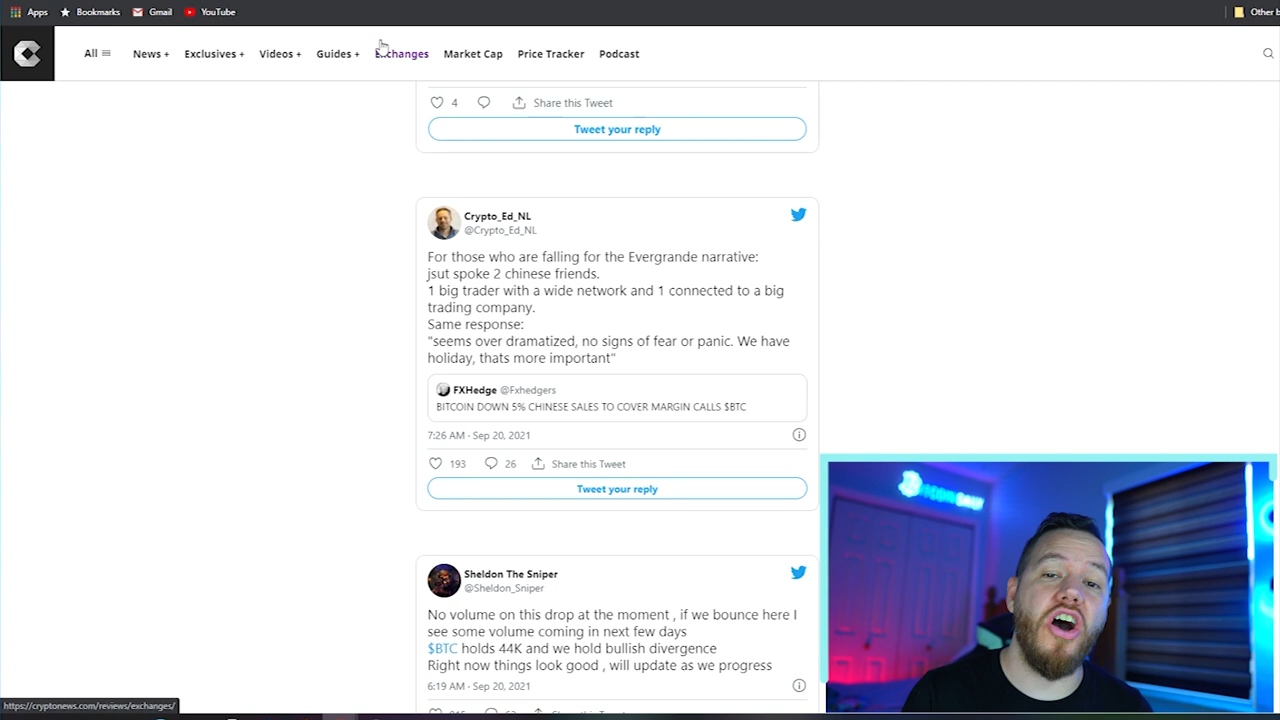 Apps Bookmarks Gmail YouTube Other b
All News + Exclusives + Videos + Guides + Exchanges Market Cap Price Tracker Podcast
4 Share this Tweet
Tweet your reply
Crypto_Ed_NL
@Crypto_Ed_NL
For those who are falling for the Evergrande narrative:
jsut spoke 2 chinese friends.
1 big trader with a wide network and 1 connected to a big
trading company.
Same response:
"seems over dramatized, no signs of fear or panic. We have
holiday, thats more important"
FXHedge @Fxhedgers
BITCOIN DOWN 5% CHINESE SALES TO COVER MARGIN CALLS $BTC
7:26 AM · Sep 20, 2021
193 26 Share this Tweet
Tweet your reply
Sheldon The Sniper
@Sheldon_Sniper
No volume on this drop at the moment , if we bounce here I
see some volume coming in next few days
$BTC holds 44K and we hold bullish divergence
Right now things look good , will update as we progress
6:19 AM · Sep 20, 2021
https://cryptonews.com/reviews/exchanges/